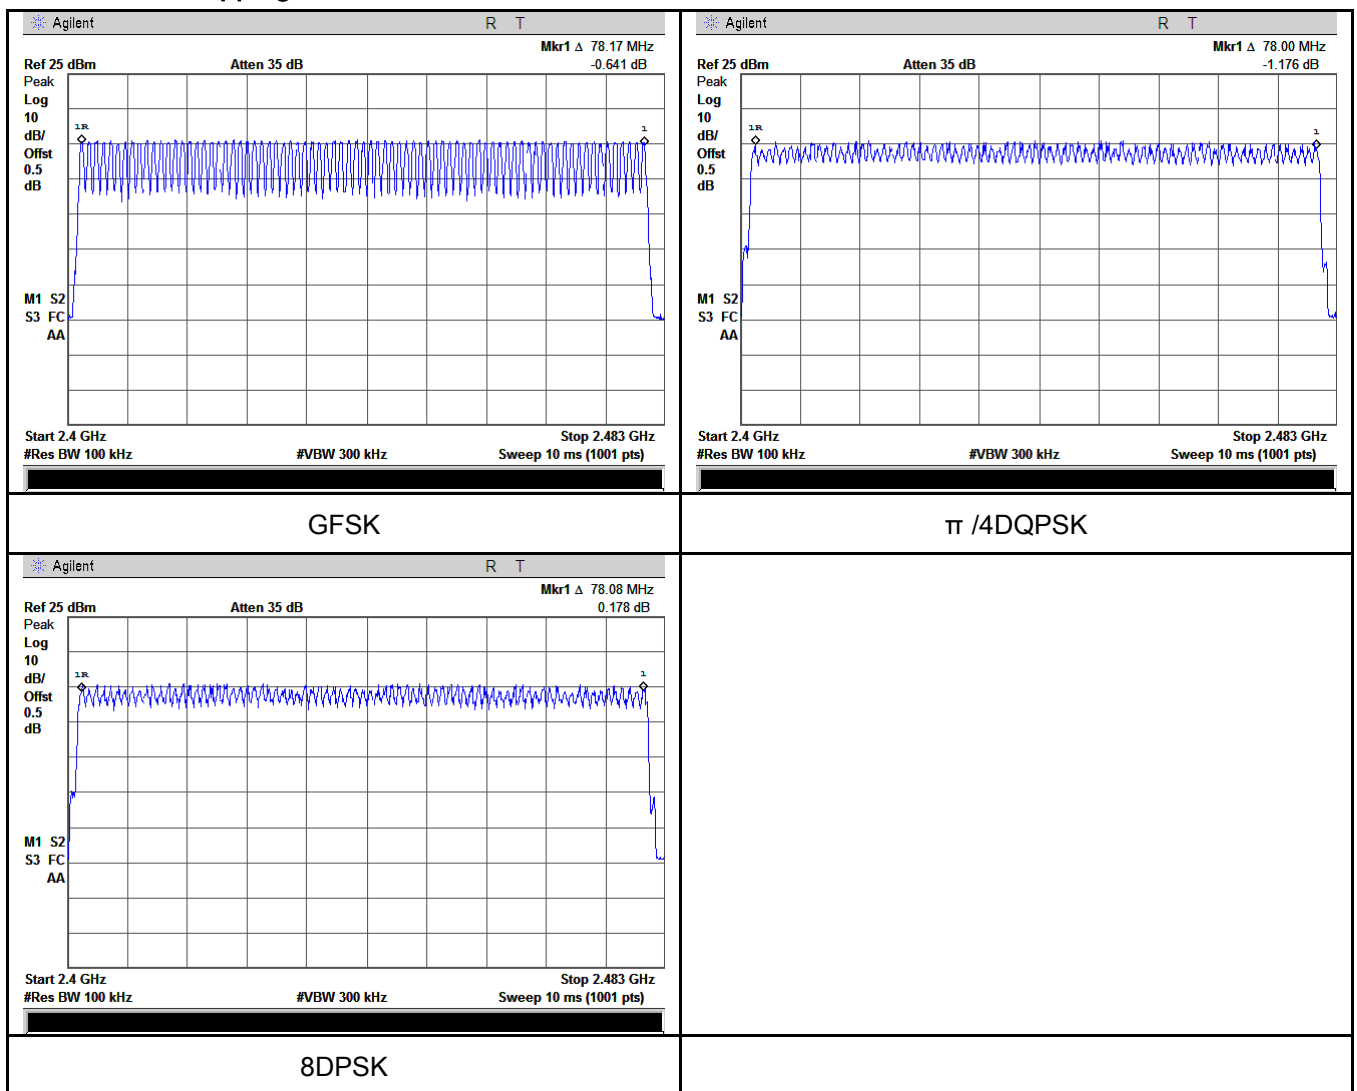 Agilent R T
Mkr1 Δ 78.17 MHz
Ref 25 dBm Atten 35 dB -0.641 dB
Peak
Log
10
dB/
Offst
0.5
dB
1R
1
M1 S2
S3 FC
AA
Start 2.4 GHz Stop 2.483 GHz
#Res BW 100 kHz #VBW 300 kHz Sweep 10 ms (1001 pts)
GFSK
Agilent R T
Mkr1 Δ 78.00 MHz
Ref 25 dBm Atten 35 dB -1.176 dB
Peak
Log
10
dB/
Offst
0.5
dB
1R
1
M1 S2
S3 FC
AA
Start 2.4 GHz Stop 2.483 GHz
#Res BW 100 kHz #VBW 300 kHz Sweep 10 ms (1001 pts)
π /4DQPSK
Agilent R T
Mkr1 Δ 78.08 MHz
Ref 25 dBm Atten 35 dB 0.178 dB
Peak
Log
10
dB/
Offst
0.5
dB
1R
1
M1 S2
S3 FC
AA
Start 2.4 GHz Stop 2.483 GHz
#Res BW 100 kHz #VBW 300 kHz Sweep 10 ms (1001 pts)
8DPSK